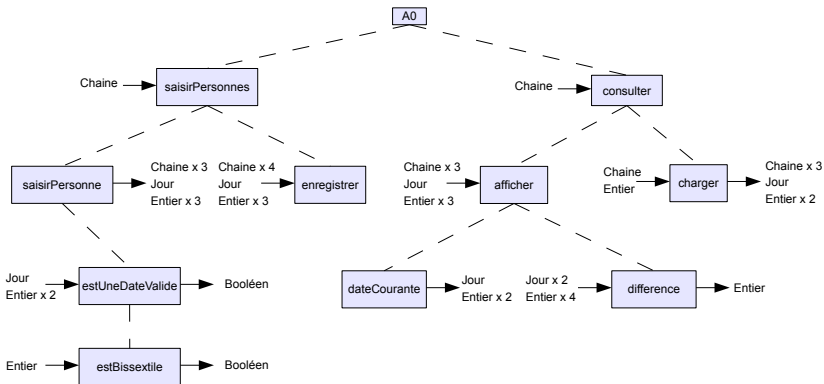 A0
Chaine
saisirPersonnes
Chaine
consulter
saisirPersonne
Chaine x 3
Jour
Entier x 3
Chaine x 4
Jour
Entier x 3
enregistrer
Chaine x 3
Jour
Entier x 3
afficher
Chaine
Entier
charger
Chaine x 3
Jour
Entier x 2
Jour
Entier x 2
estUneDateValide
Booléen
dateCourante
Jour
Entier x 2
Jour x 2
Entier x 4
difference
Entier
Entier
estBissextile
Booléen